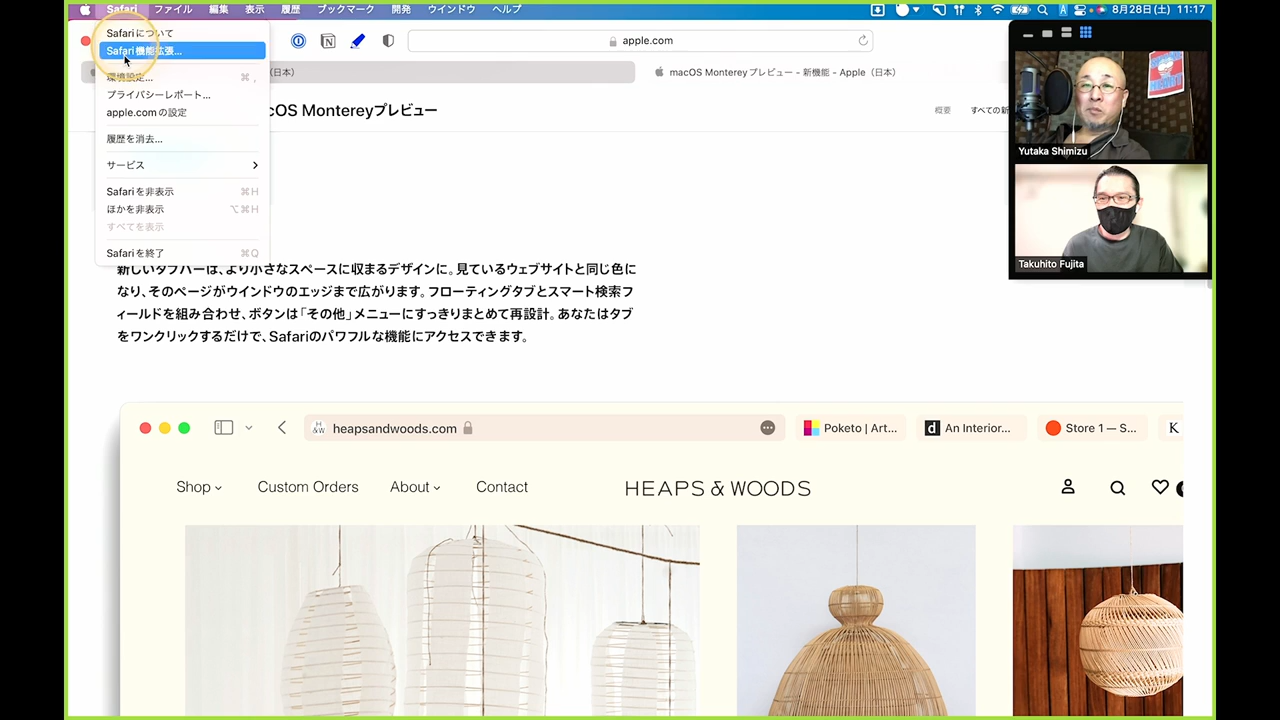 Safari ファイル 編集 表示 履歴 ブックマーク 開発 ウインドウ ヘルプ
A 8月28日(土) 11:17
Safariについて
Safari機能拡張...
環境設定... ⌘ ,
プライバシーレポート...
apple.com の設定
履歴を消去...
サービス
Safariを非表示 ⌘H
ほかを非表示 ⌥⌘H
すべてを表示
Safariを終了 ⌘Q
apple.com
(日本)
macOS Montereyプレビュー - 新機能 - Apple(日本)
cOS Montereyプレビュー
概要 すべての新
Yutaka Shimizu
Takuhito Fujita
新しいタブバーは、より小さなスペースに収まるデザインに。見ているウェブサイトと同じ色に
なり、そのページがウインドウのエッジまで広がります。フローティングタブとスマート検索フ
ィールドを組み合わせ、ボタンは「その他」メニューにすっきりまとめて再設計。あなたはタブ
をワンクリックするだけで、Safariのパワフルな機能にアクセスできます。
H&W heapsandwoods.com
Poketo | Art...
d An Interior...
Store 1 — S...
K
Shop Custom Orders About Contact
HEAPS & WOODS